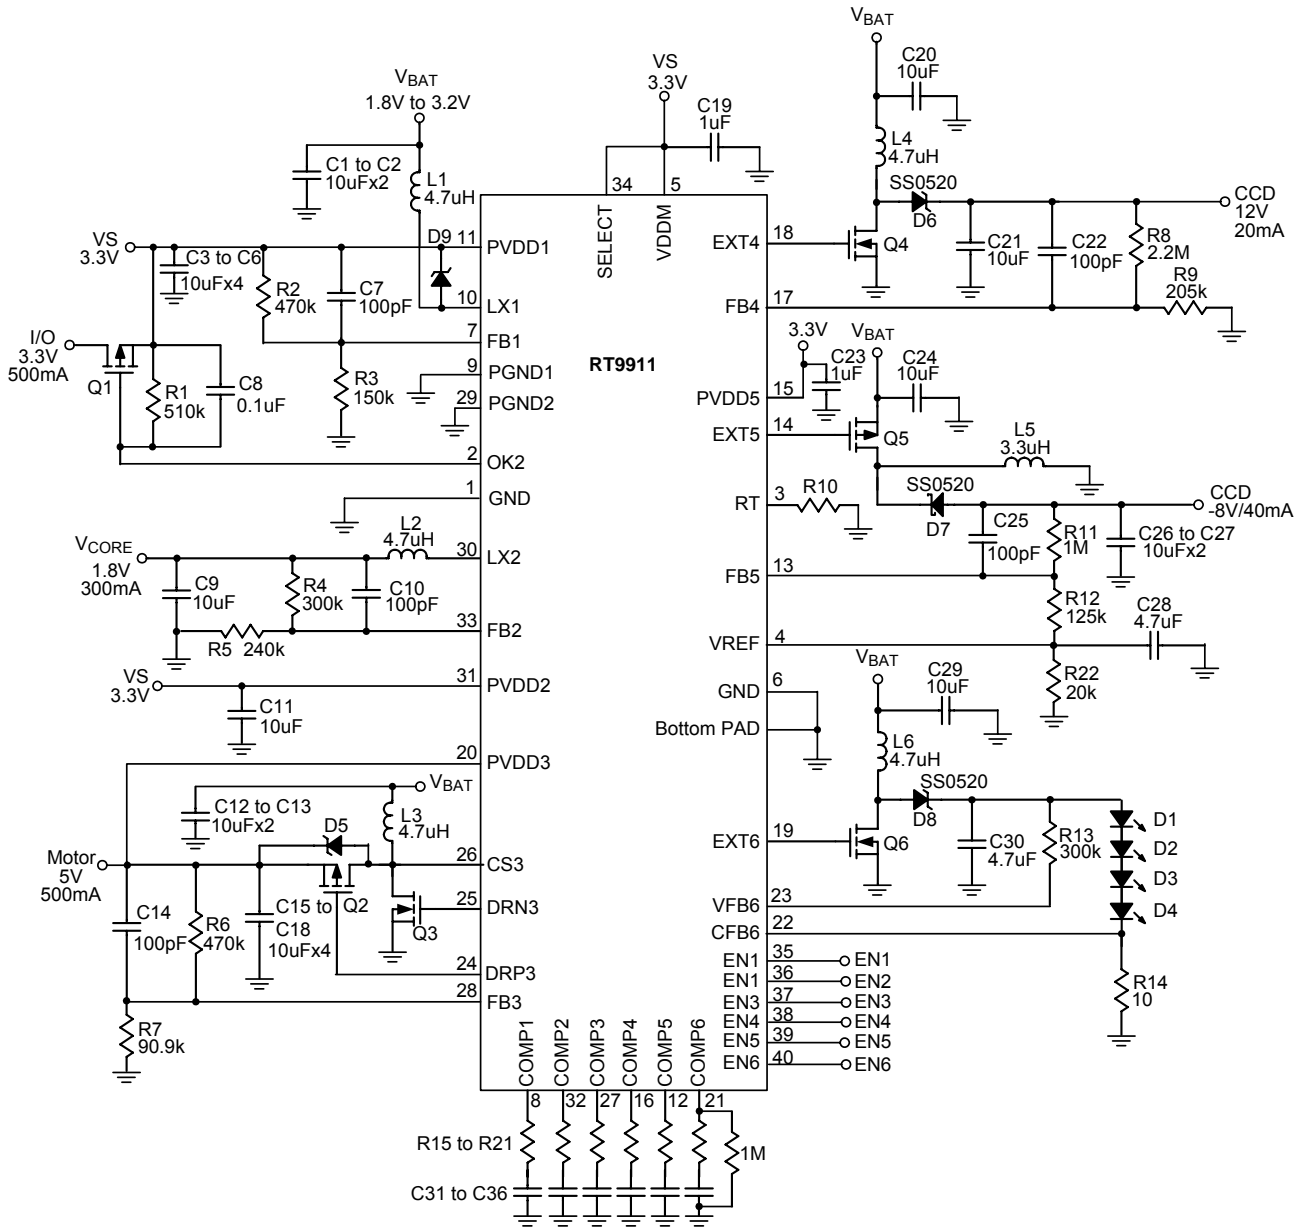 VBAT
1.8V to 3.2V
C1 to C2
10uFx2
L1
4.7uH
VS
3.3V
C19
1uF
34
5
SELECT
VDDM
VBAT
C20
10uF
L4
4.7uH
SS0520
D6
CCD
12V
20mA
EXT4
18
Q4
C21
10uF
C22
100pF
R8
2.2M
R9
205k
FB4
17
VS
3.3V
C3 to C6
10uFx4
D9
11
PVDD1
R2
470k
C7
100pF
10
LX1
7
FB1
I/O
3.3V
500mA
Q1
R1
510k
C8
0.1uF
R3
150k
9
PGND1
29
PGND2
2
OK2
1
GND
RT9911
3.3V
C23
1uF
VBAT
C24
10uF
PVDD5
15
EXT5
14
Q5
L5
3.3uH
RT
3
R10
SS0520
D7
CCD
-8V/40mA
C25
100pF
R11
1M
C26 to C27
10uFx2
FB5
13
R12
125k
C28
4.7uF
VREF
4
R22
20k
VCORE
1.8V
300mA
L2
4.7uH
30
LX2
C9
10uF
R4
300k
C10
100pF
R5
240k
33
FB2
VS
3.3V
31
PVDD2
C11
10uF
GND
6
Bottom PAD
VBAT
C29
10uF
L6
4.7uH
SS0520
D8
20
PVDD3
C12 to C13
10uFx2
VBAT
L3
4.7uH
D5
Motor
5V
500mA
26
CS3
25
DRN3
Q2
Q3
C14
100pF
R6
470k
C15 to
C18
10uFx4
24
DRP3
28
FB3
R7
90.9k
EXT6
19
Q6
C30
4.7uF
R13
300k
D1
D2
D3
D4
VFB6
23
CFB6
22
R14
10
EN1
35
EN1
EN1
36
EN2
EN3
37
EN3
EN4
38
EN4
EN5
39
EN5
EN6
40
EN6
COMP1
COMP2
COMP3
COMP4
COMP5
COMP6
8
32
27
16
12
21
R15 to R21
1M
C31 to C36